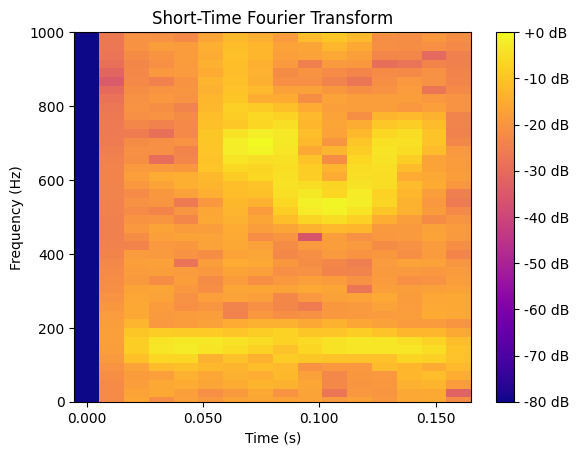 Short-Time Fourier Transform
Frequency (Hz)
1000
800
600
400
200
0
0.000
0.050
0.100
0.150
Time (s)
+0 dB
-10 dB
-20 dB
-30 dB
-40 dB
-50 dB
-60 dB
-70 dB
-80 dB